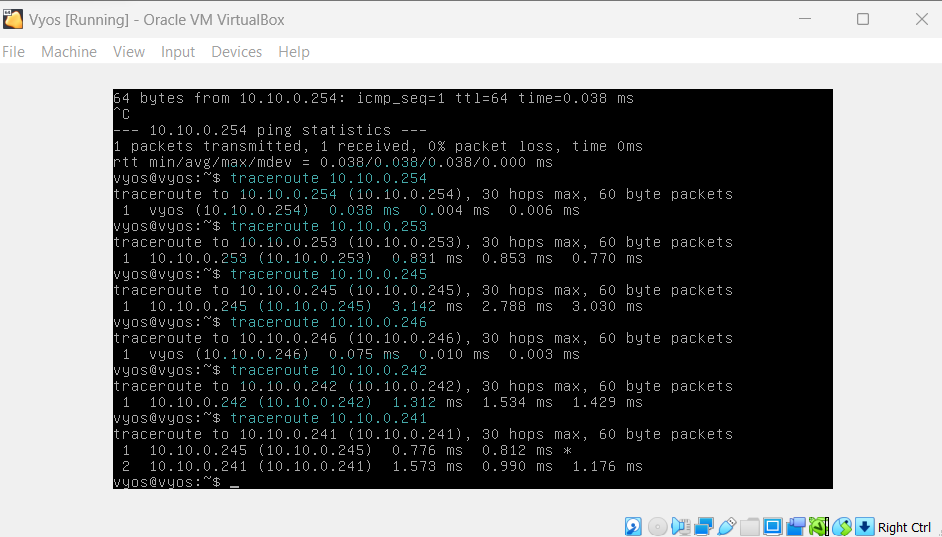 Vyos [Running] - Oracle VM VirtualBox
File Machine View Input Devices Help
64 bytes from 10.10.0.254: icmp_seq=1 ttl=64 time=0.038 ms
^C
--- 10.10.0.254 ping statistics ---
1 packets transmitted, 1 received, 0% packet loss, time 0ms
rtt min/avg/max/mdev = 0.038/0.038/0.038/0.000 ms
vyos@vyos:~$ traceroute 10.10.0.254
traceroute to 10.10.0.254 (10.10.0.254), 30 hops max, 60 byte packets
 1  vyos (10.10.0.254)  0.038 ms  0.004 ms  0.006 ms
vyos@vyos:~$ traceroute 10.10.0.253
traceroute to 10.10.0.253 (10.10.0.253), 30 hops max, 60 byte packets
 1  10.10.0.253 (10.10.0.253)  0.831 ms  0.853 ms  0.770 ms
vyos@vyos:~$ traceroute 10.10.0.245
traceroute to 10.10.0.245 (10.10.0.245), 30 hops max, 60 byte packets
 1  10.10.0.245 (10.10.0.245)  3.142 ms  2.788 ms  3.030 ms
vyos@vyos:~$ traceroute 10.10.0.246
traceroute to 10.10.0.246 (10.10.0.246), 30 hops max, 60 byte packets
 1  vyos (10.10.0.246)  0.075 ms  0.010 ms  0.003 ms
vyos@vyos:~$ traceroute 10.10.0.242
traceroute to 10.10.0.242 (10.10.0.242), 30 hops max, 60 byte packets
 1  10.10.0.242 (10.10.0.242)  1.312 ms  1.534 ms  1.429 ms
vyos@vyos:~$ traceroute 10.10.0.241
traceroute to 10.10.0.241 (10.10.0.241), 30 hops max, 60 byte packets
 1  10.10.0.245 (10.10.0.245)  0.776 ms  0.812 ms *
 2  10.10.0.241 (10.10.0.241)  1.573 ms  0.990 ms  1.176 ms
vyos@vyos:~$ _
Right Ctrl